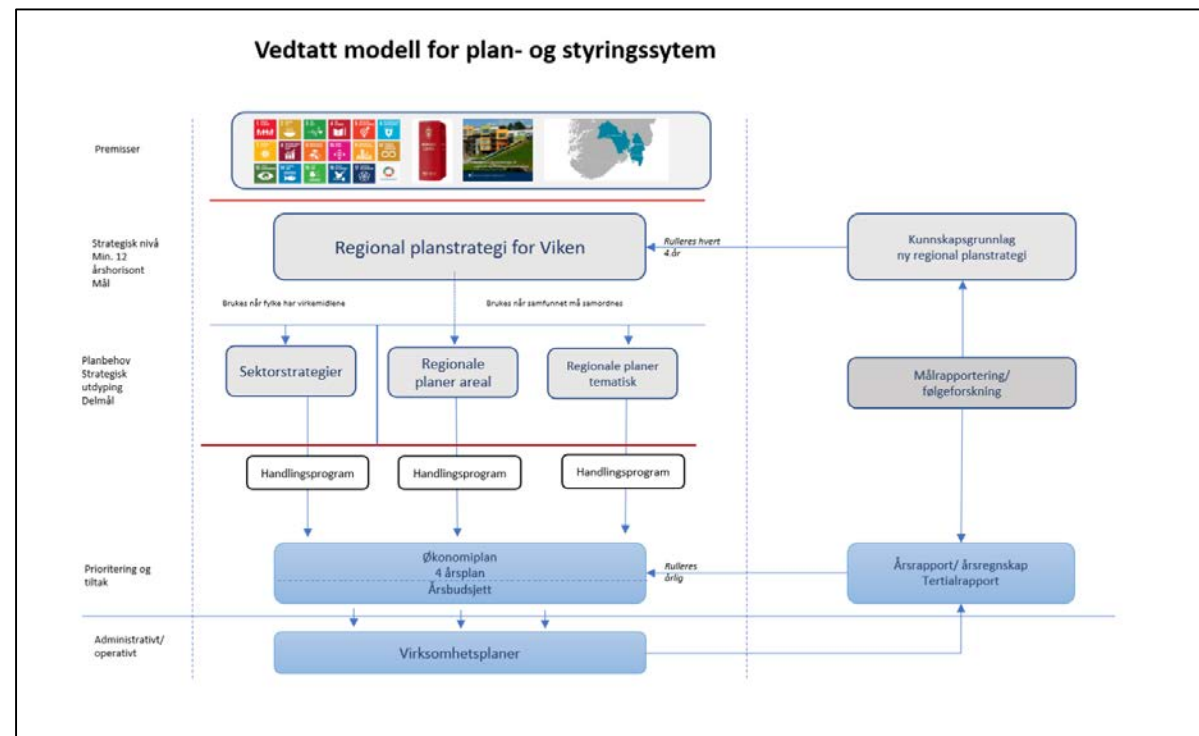 Vedtatt modell for plan- og styringssytem
Premisser
Strategisk nivå
Min. 12
årshorisont
Mål
Regional planstrategi for Viken
Rulleres hvert
4 år
Kunnskapsgrunnlag
ny regional planstrategi
Brukes når fylke har virkemidlene
Brukes når samfunnet må samordnes
Planbehov
Strategisk
utdyping
Delmål
Sektorstrategier
Regionale
planer areal
Regionale planer
tematisk
Målrapportering/
følgeforskning
Handlingsprogram
Handlingsprogram
Handlingsprogram
Prioritering og
tiltak
Økonomiplan
4 årsplan
Årsbudsjett
Rulleres
årlig
Årsrapport/ årsregnskap
Tertialrapport
Administrativt/
operativt
Virksomhetsplaner